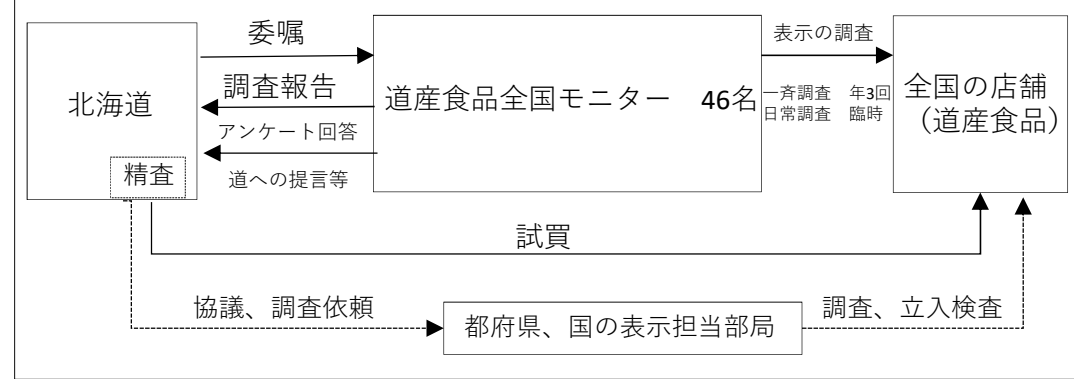 委嘱
表示の調査
北海道
調査報告
道産食品全国モニター　46名
一斉調査　年3回
日常調査　臨時
全国の店舗
（道産食品）
アンケート回答
精査
道への提言等
試買
協議、調査依頼
調査、立入検査
都府県、国の表示担当部局